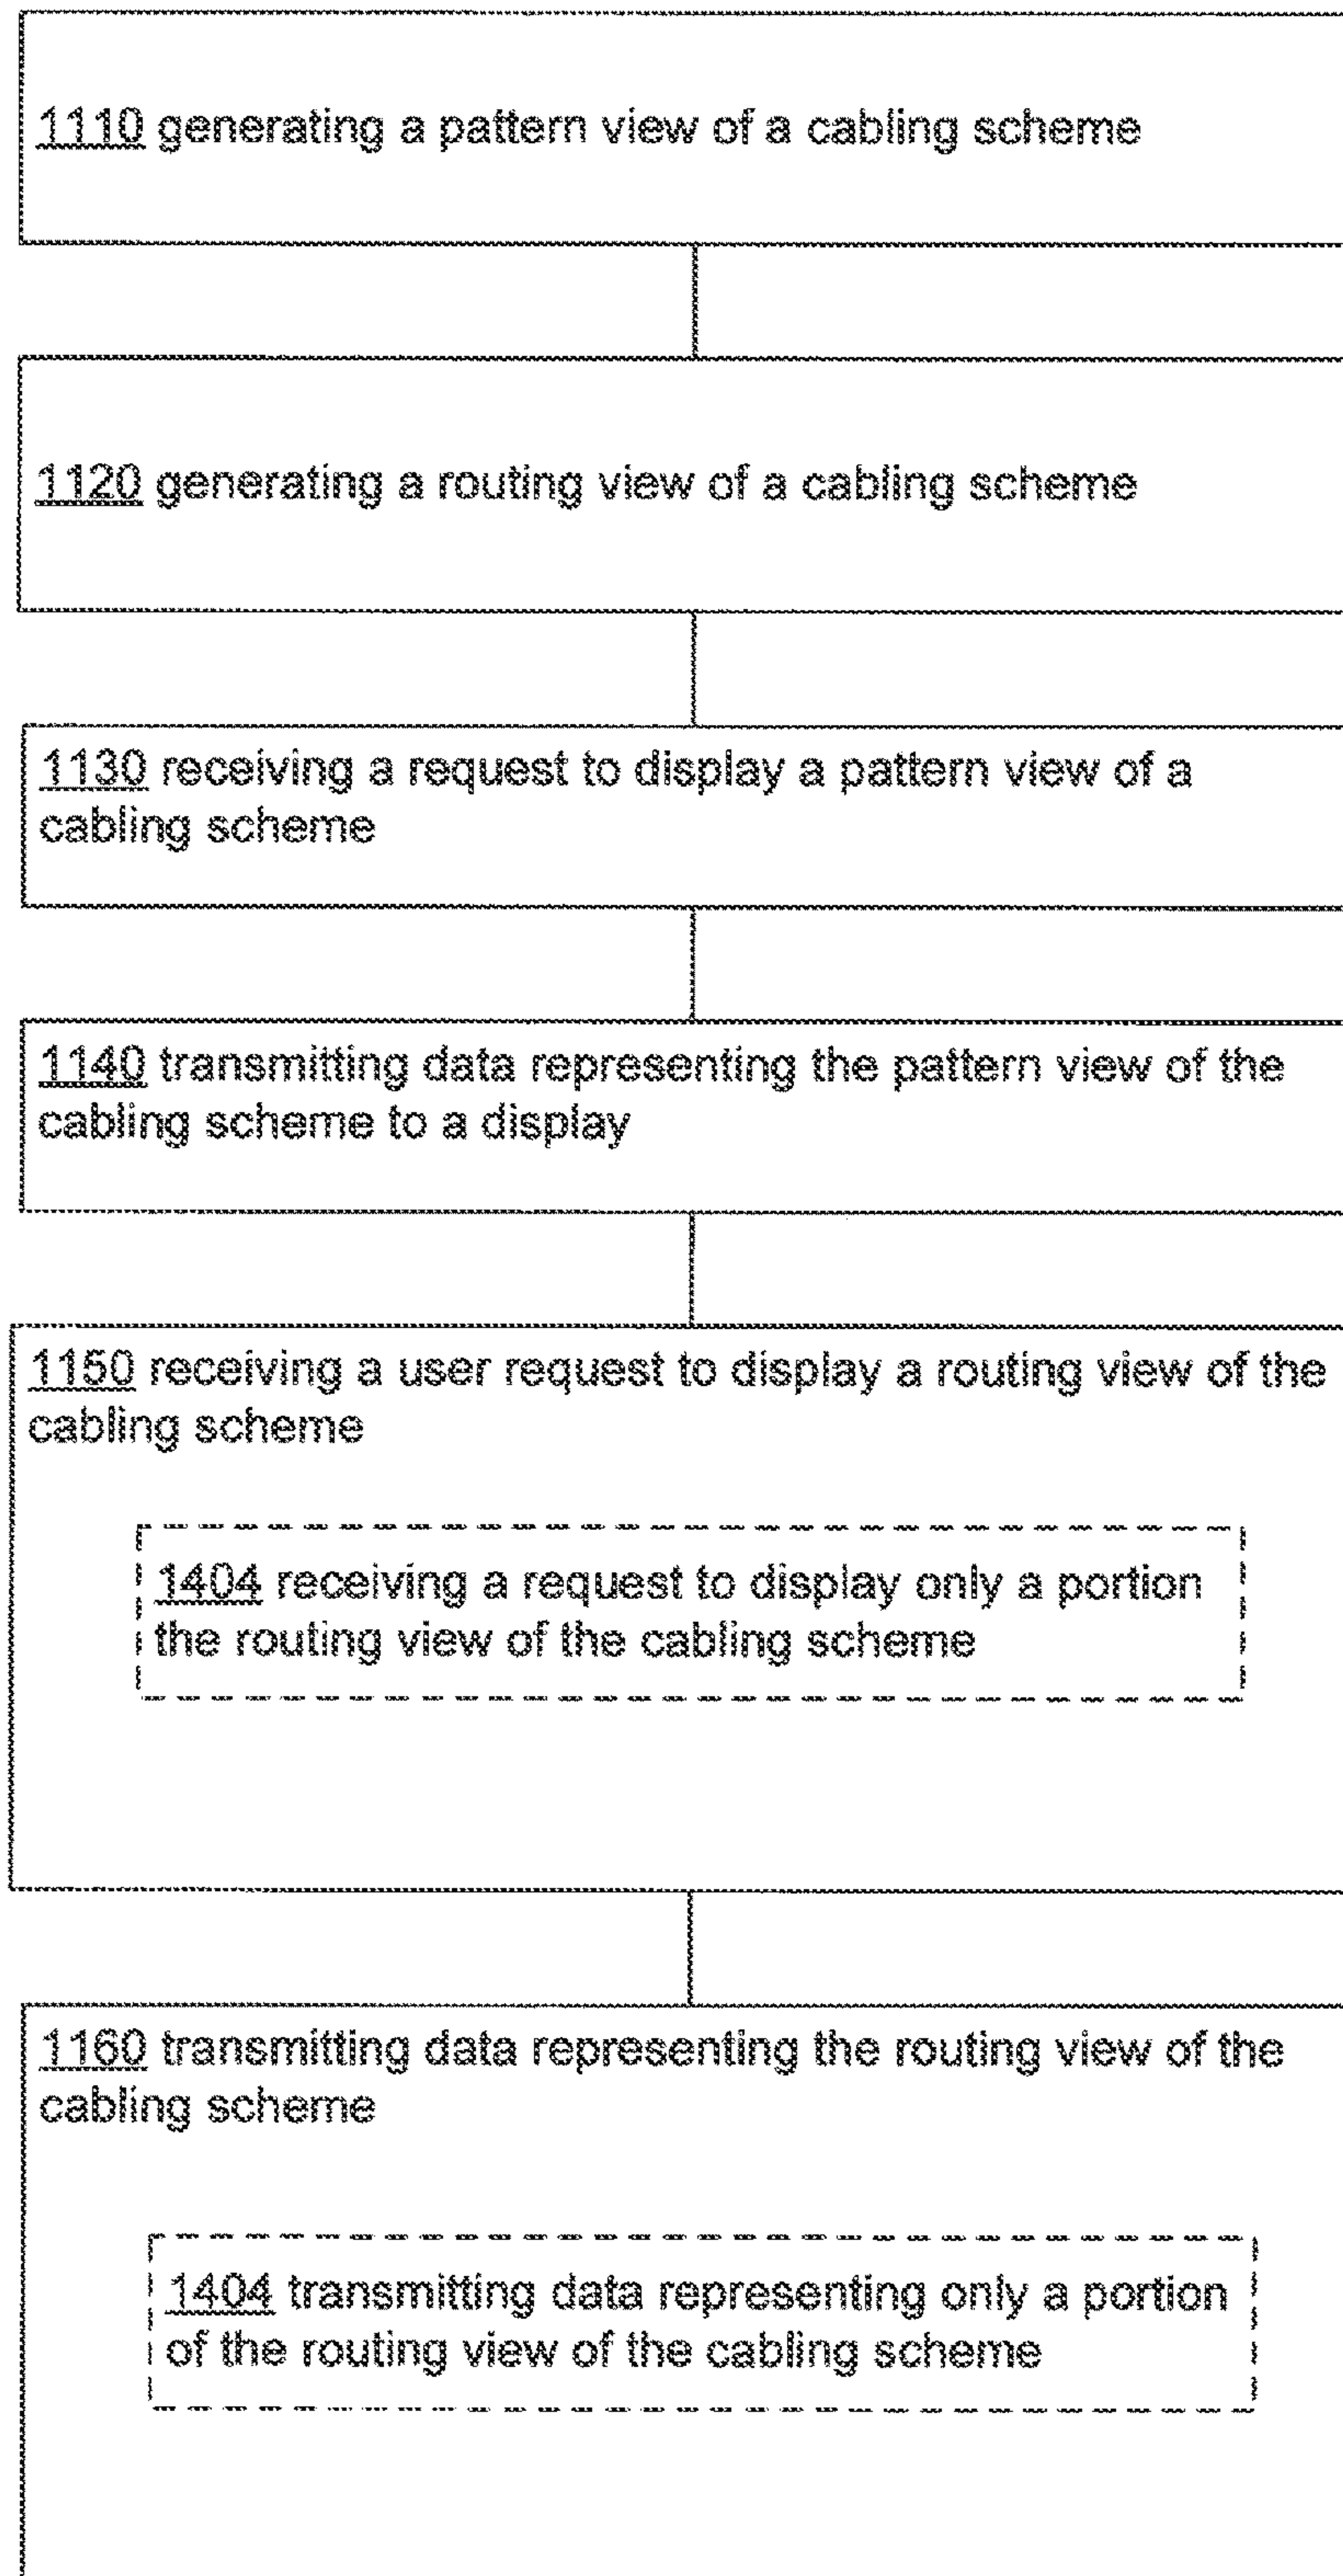 1110 generating a pattern view of a cabling scheme
1120 generating a routing view of a cabling scheme
1130 receiving a request to display a pattern view of a
cabling scheme
1140 transmitting data representing the pattern view of the
cabling scheme to a display
1150 receiving a user request to display a routing view of the
cabling scheme
1404 receiving a request to display only a portion
the routing view of the cabling scheme
1160 transmitting data representing the routing view of the
cabling scheme
1404 transmitting data representing only a portion
of the routing view of the cabling scheme